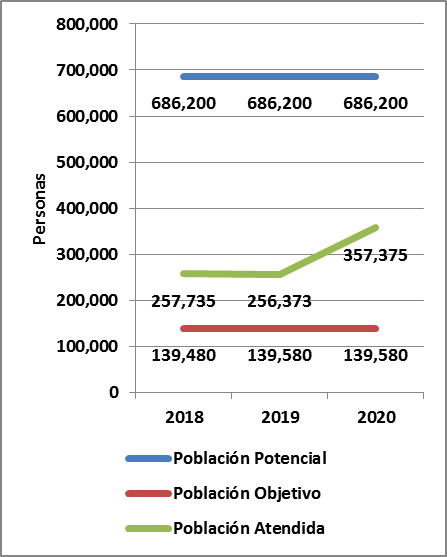 800,000
700,000
686,200 686,200 686,200
600,000
500,000
400,000
Personas
300,000
357,375
257,735 256,373
200,000
100,000
139,480 139,580 139,580
0
2018 2019 2020
Población Potencial
Población Objetivo
Población Atendida